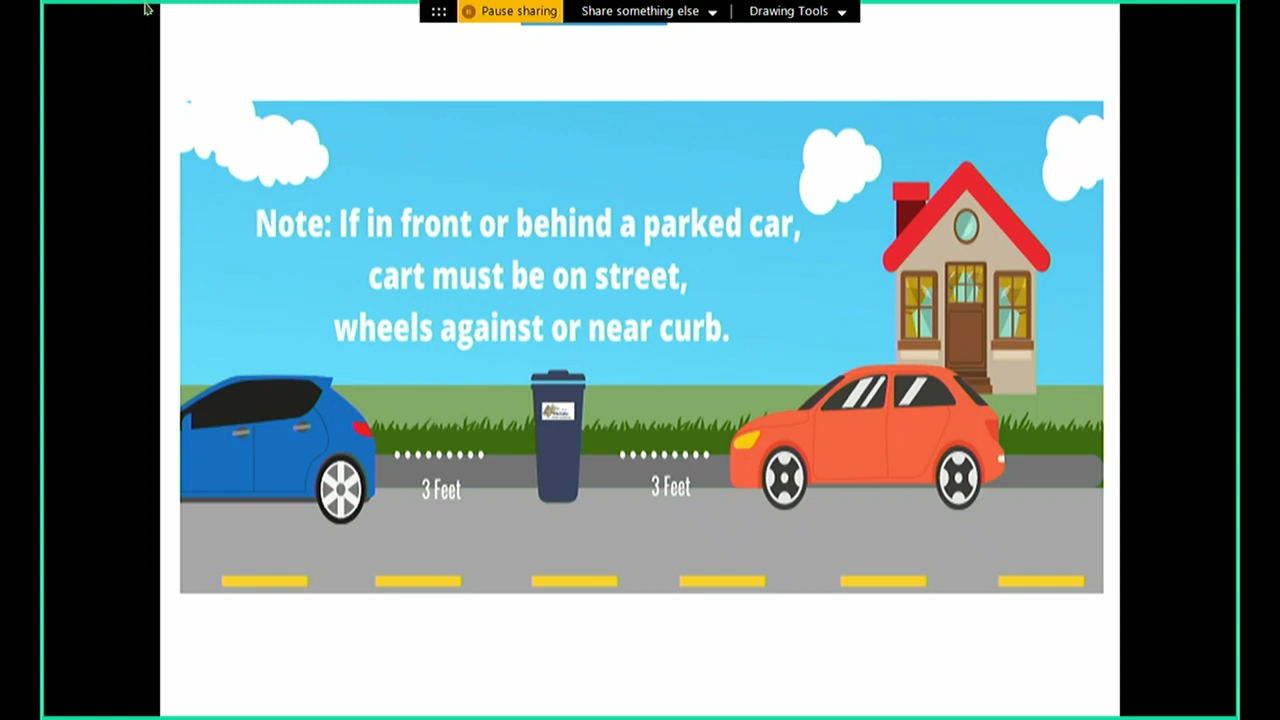 Pause sharing
Share something else
Drawing Tools
Note: If in front or behind a parked car,
cart must be on street,
wheels against or near curb.
3 Feet
3 Feet